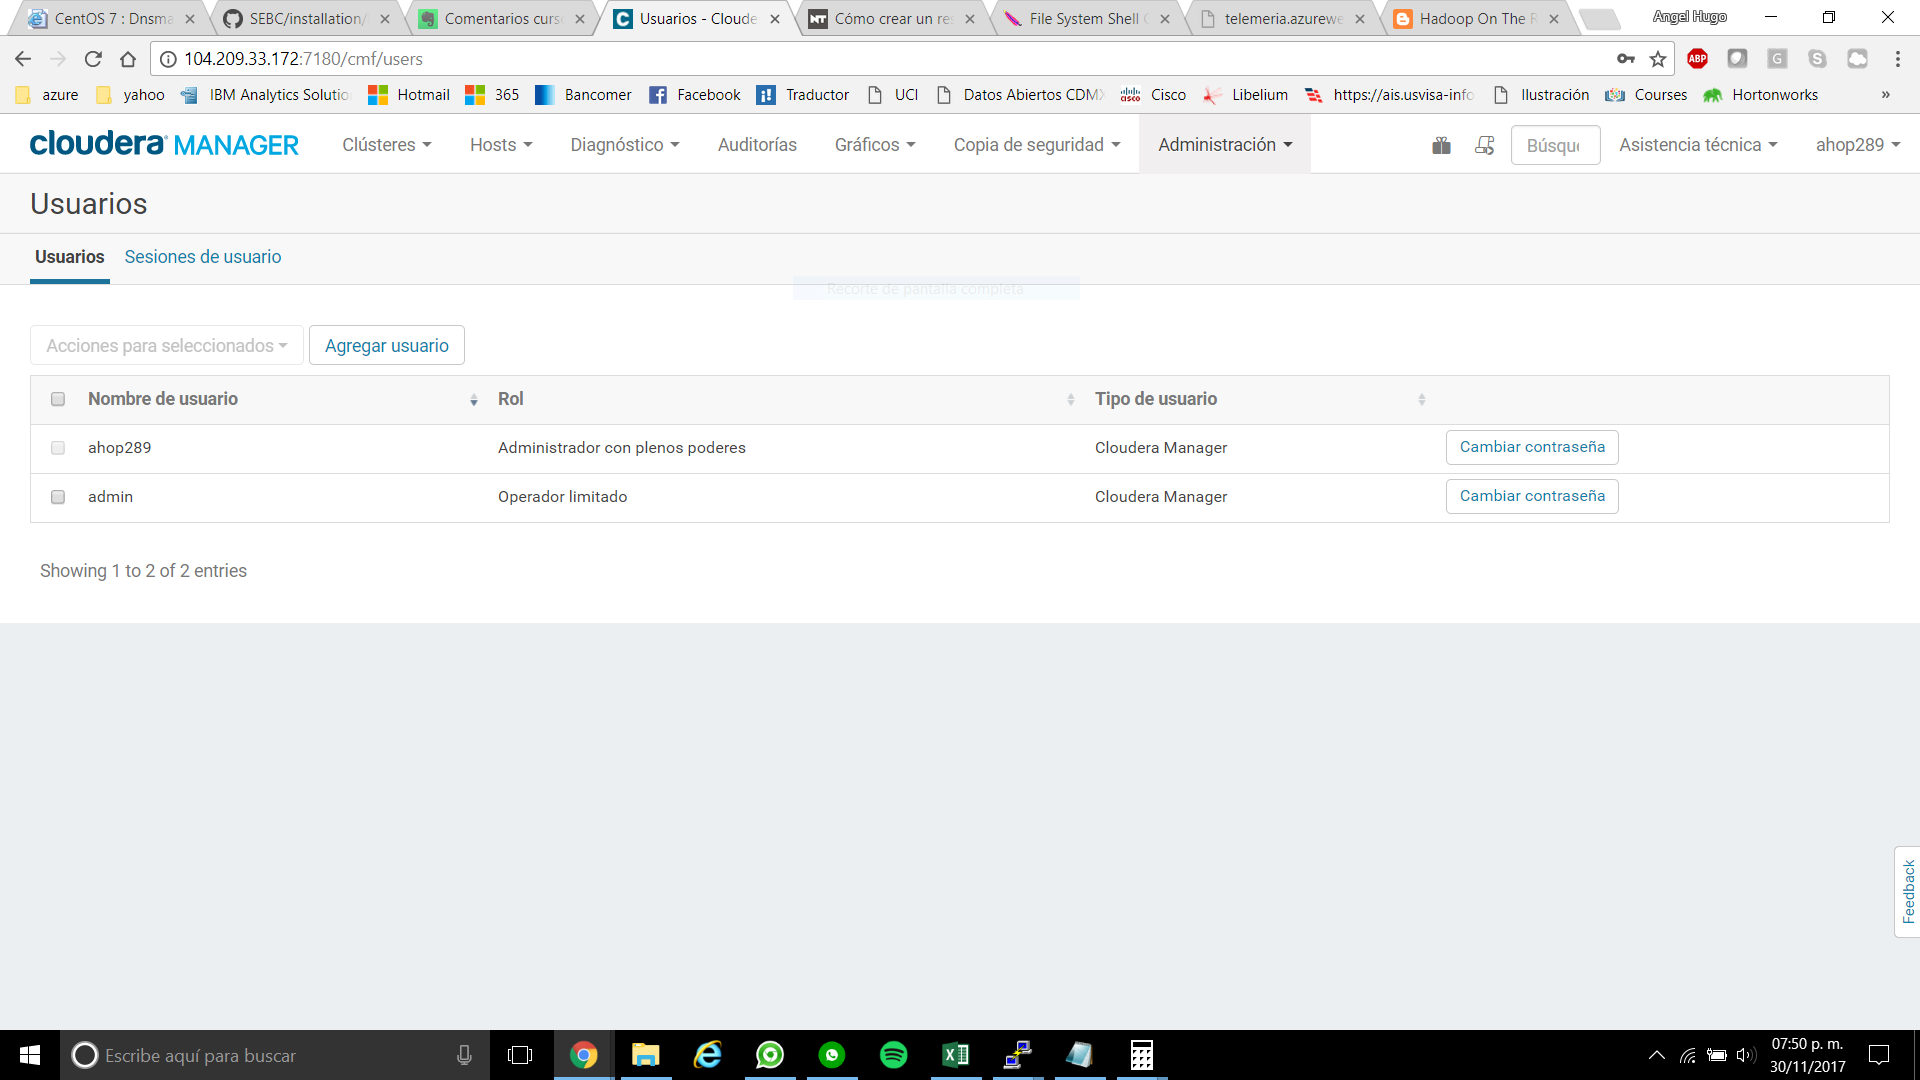 CentOS 7 : Dnsma
SEBC/installation/
Comentarios curs
Usuarios - Cloude
Cómo crear un re
File System Shell
telemeria.azurewe
Hadoop On The
Angel Hugo
104.209.33.172:7180/cmf/users
ABP
azure
yahoo
IBM Analytics Solutio
Hotmail
365
Bancomer
Facebook
Traductor
UCI
Datos Abiertos CDMX
Cisco
Libelium
https://ais.usvisa-info
Ilustración
Courses
Hortonworks
»
cloudera MANAGER
Clústeres
Hosts
Diagnóstico
Auditorías
Gráficos
Copia de seguridad
Administración
Búsqu
Asistencia técnica
ahop289
Usuarios
Usuarios
Sesiones de usuario
Recorte de pantalla completa
Acciones para seleccionados
Agregar usuario
Nombre de usuario
Rol
Tipo de usuario
ahop289
Administrador con plenos poderes
Cloudera Manager
Cambiar contraseña
admin
Operador limitado
Cloudera Manager
Cambiar contraseña
Showing 1 to 2 of 2 entries
Feedback
Escribe aquí para buscar
07:50 p. m.
30/11/2017